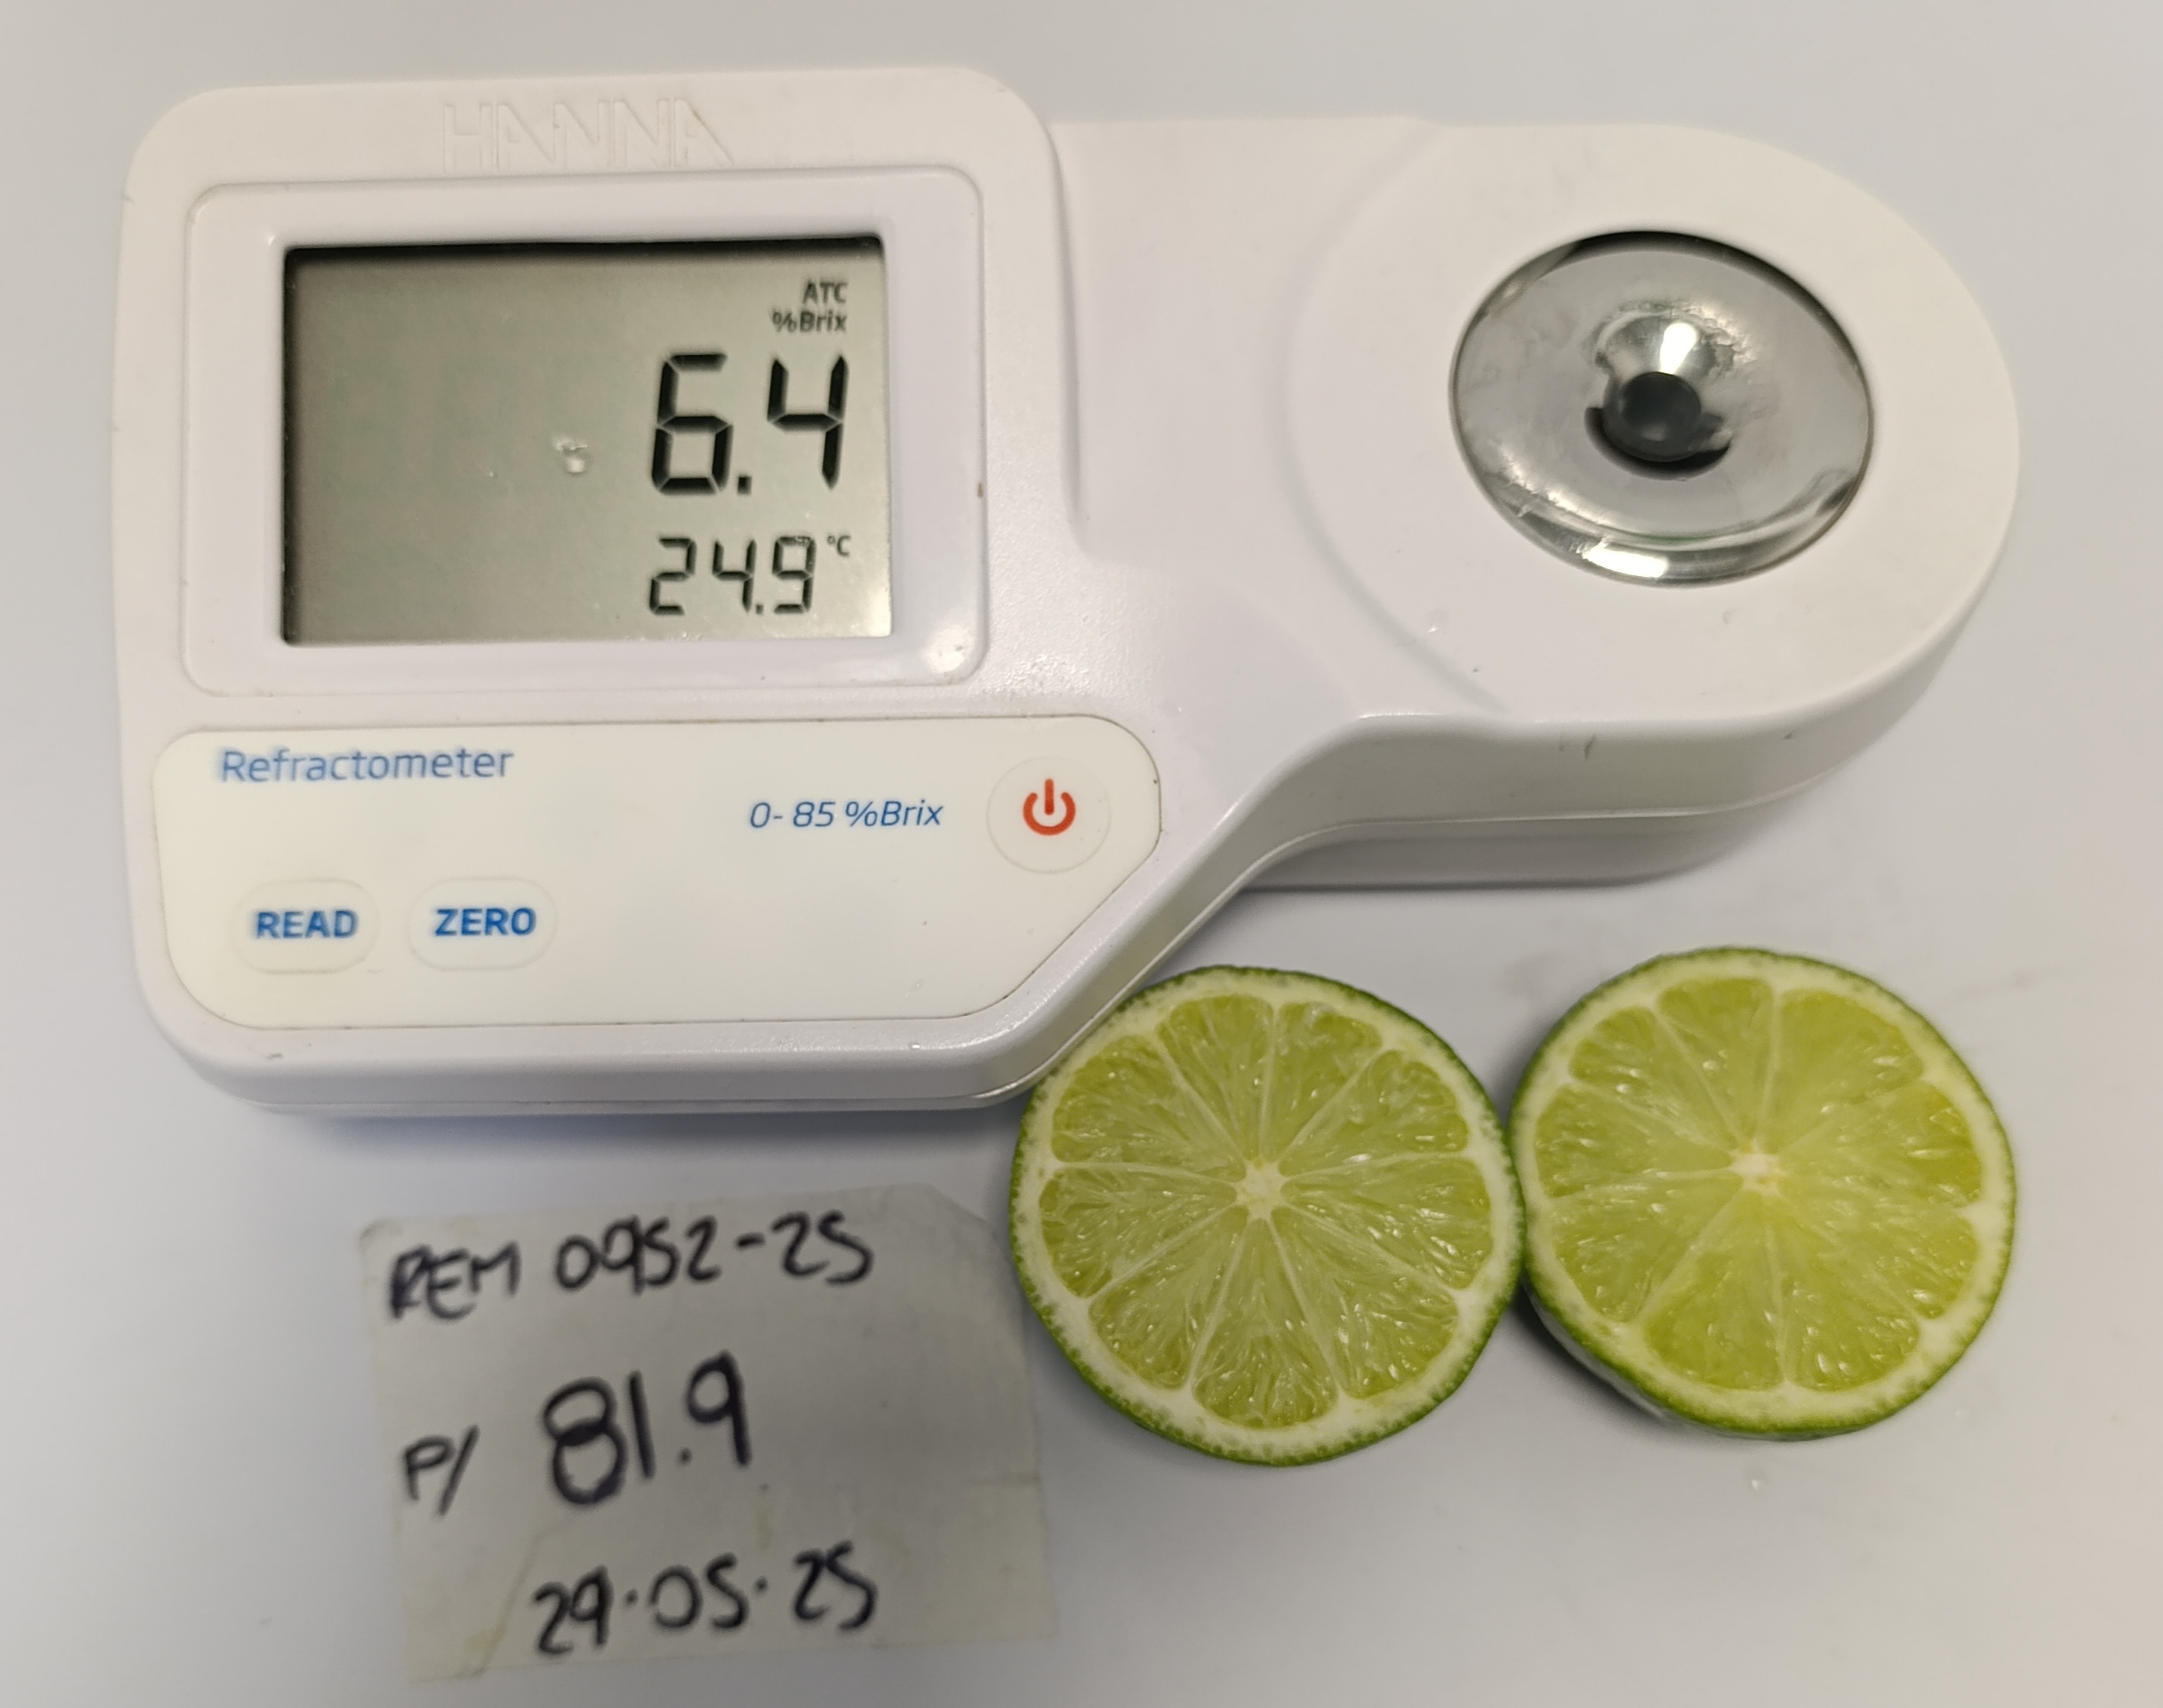 HANNA
ATC
%Brix
6.4
24.9°C
Refractometer
0-85 %Brix
READ ZERO
REM 0952-25
P/ 81.9
29.05.25